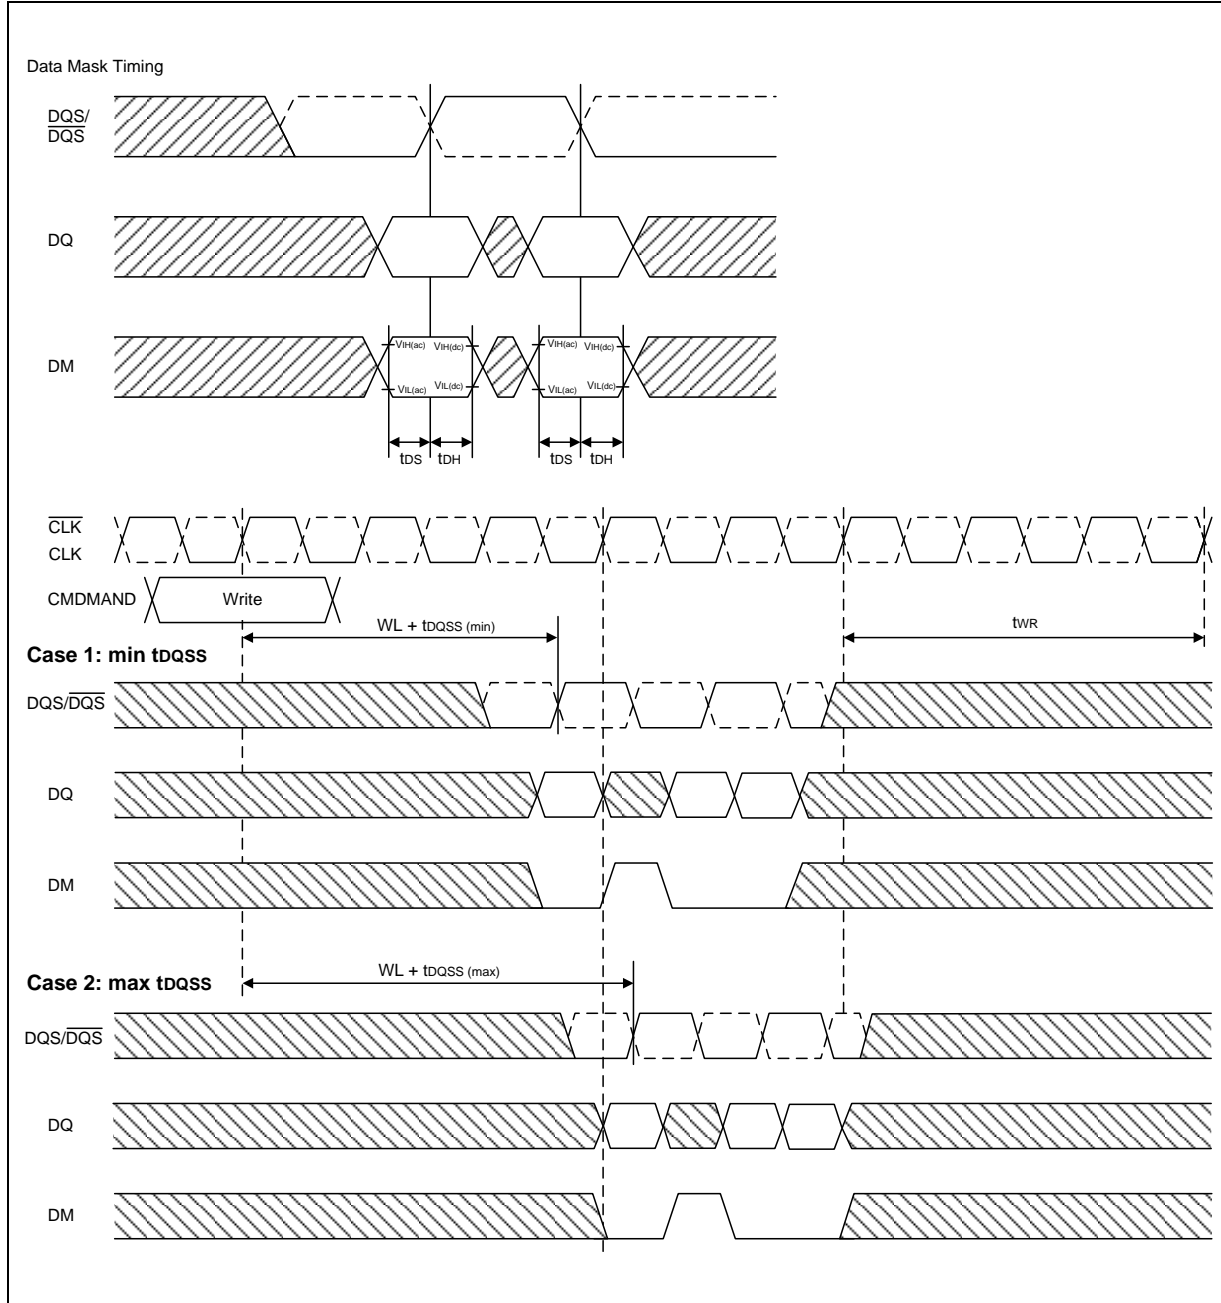 Data Mask Timing
DQS/
DQS
DQ
DM
VIH(ac) VIH(dc) VIH(ac) VIH(dc)
VIL(ac) VIL(dc) VIL(ac) VIL(dc)
tDS tDH tDS tDH
CLK
CLK
CMDMAND Write
WL + tDQSS (min) tWR
Case 1: min tDQSS
DQS/DQS
DQ
DM
Case 2: max tDQSS WL + tDQSS (max)
DQS/DQS
DQ
DM